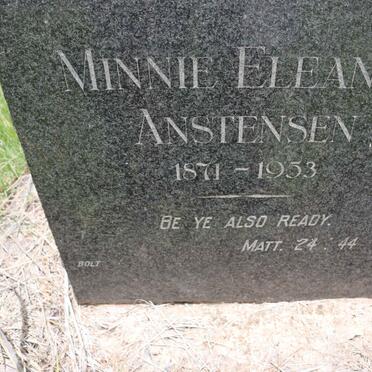 MINNIE ELEAN
ANSTENSEN
1871 - 1953
BE YE ALSO READY.
MATT. 24 : 44
BOLT